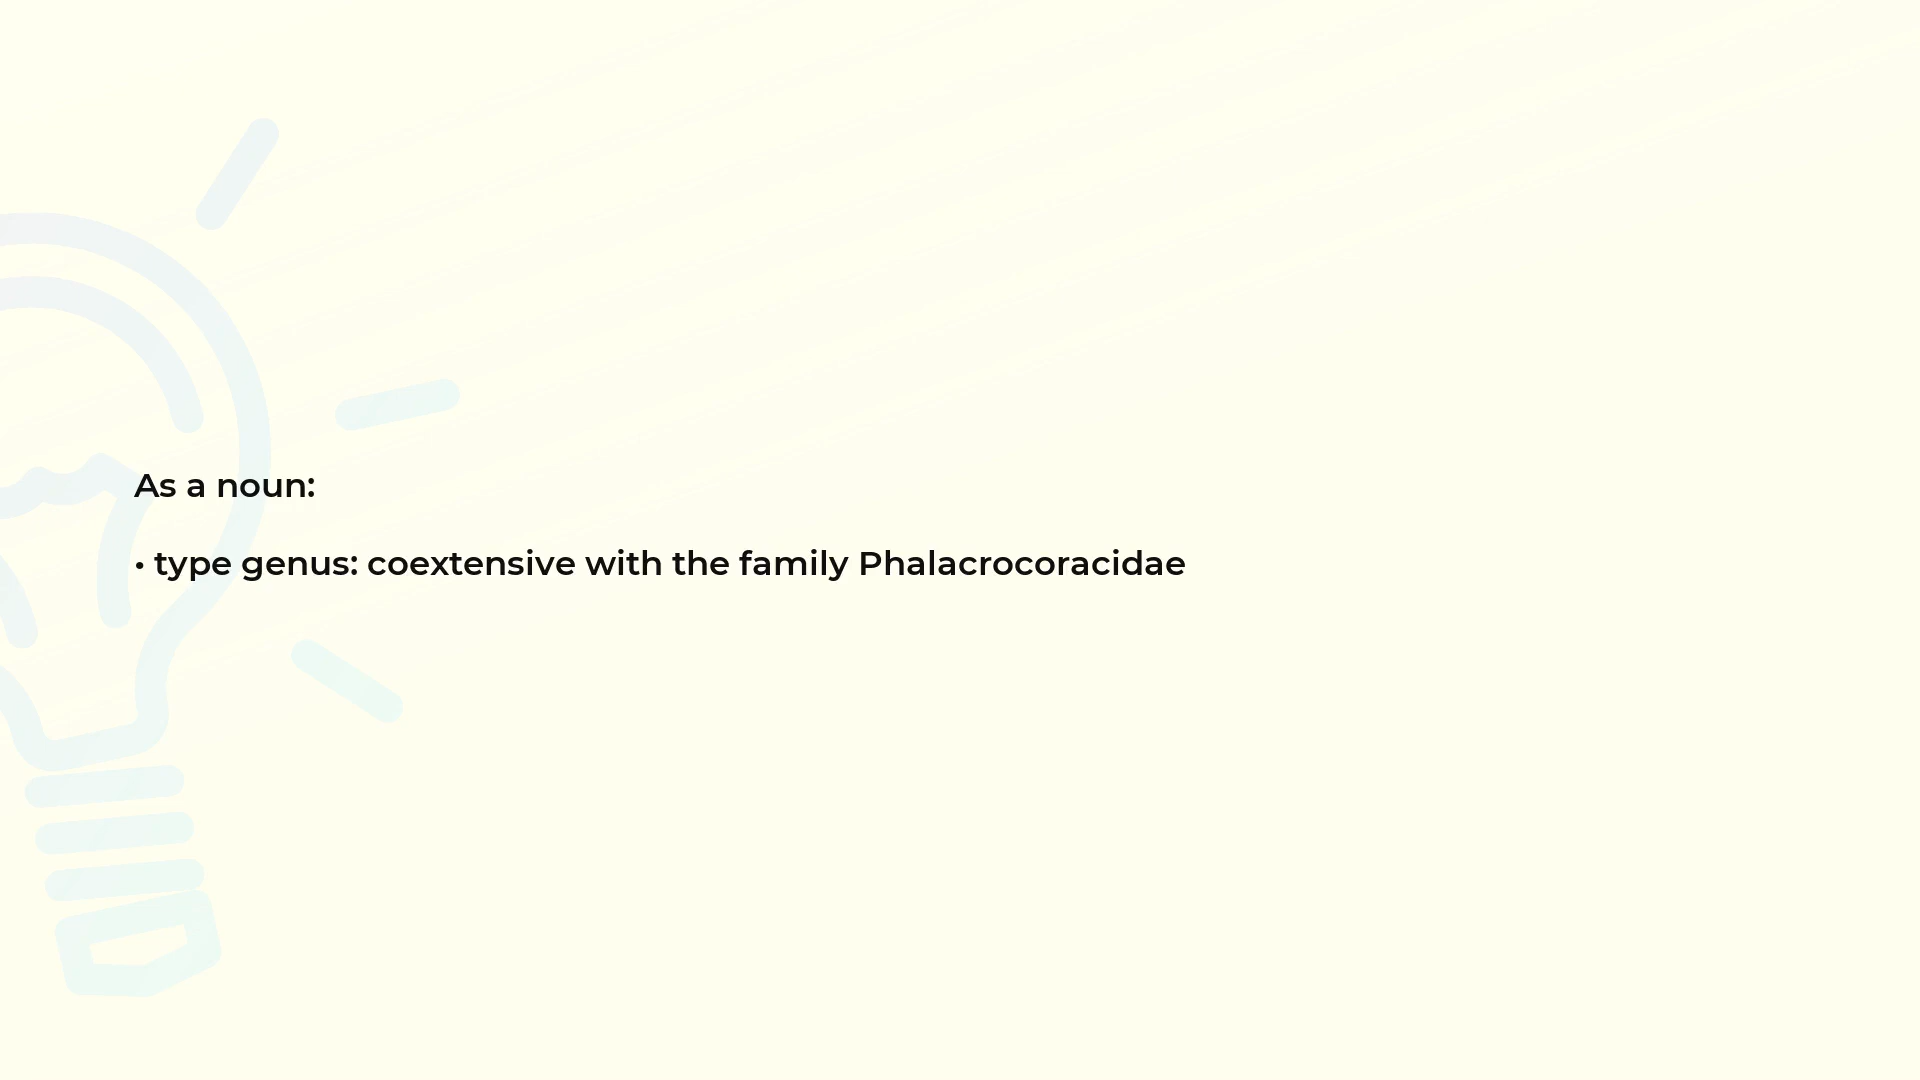 As a noun:
• type genus: coextensive with the family Phalacrocoracidae